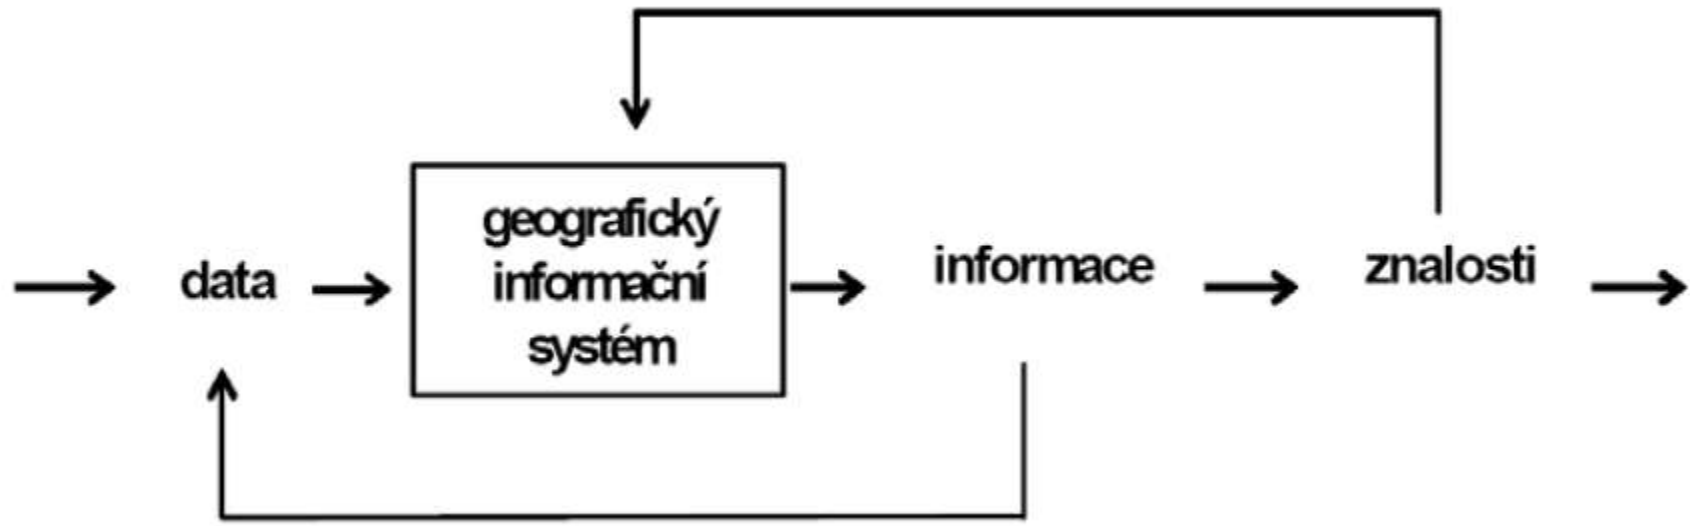 data
geografický
informační
systém
informace
znalosti